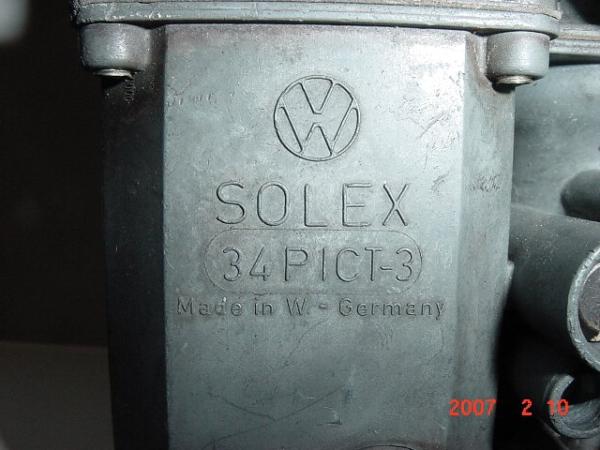 VW
SOLEX
34PICT-3
Made in W. - Germany
2007 2 10